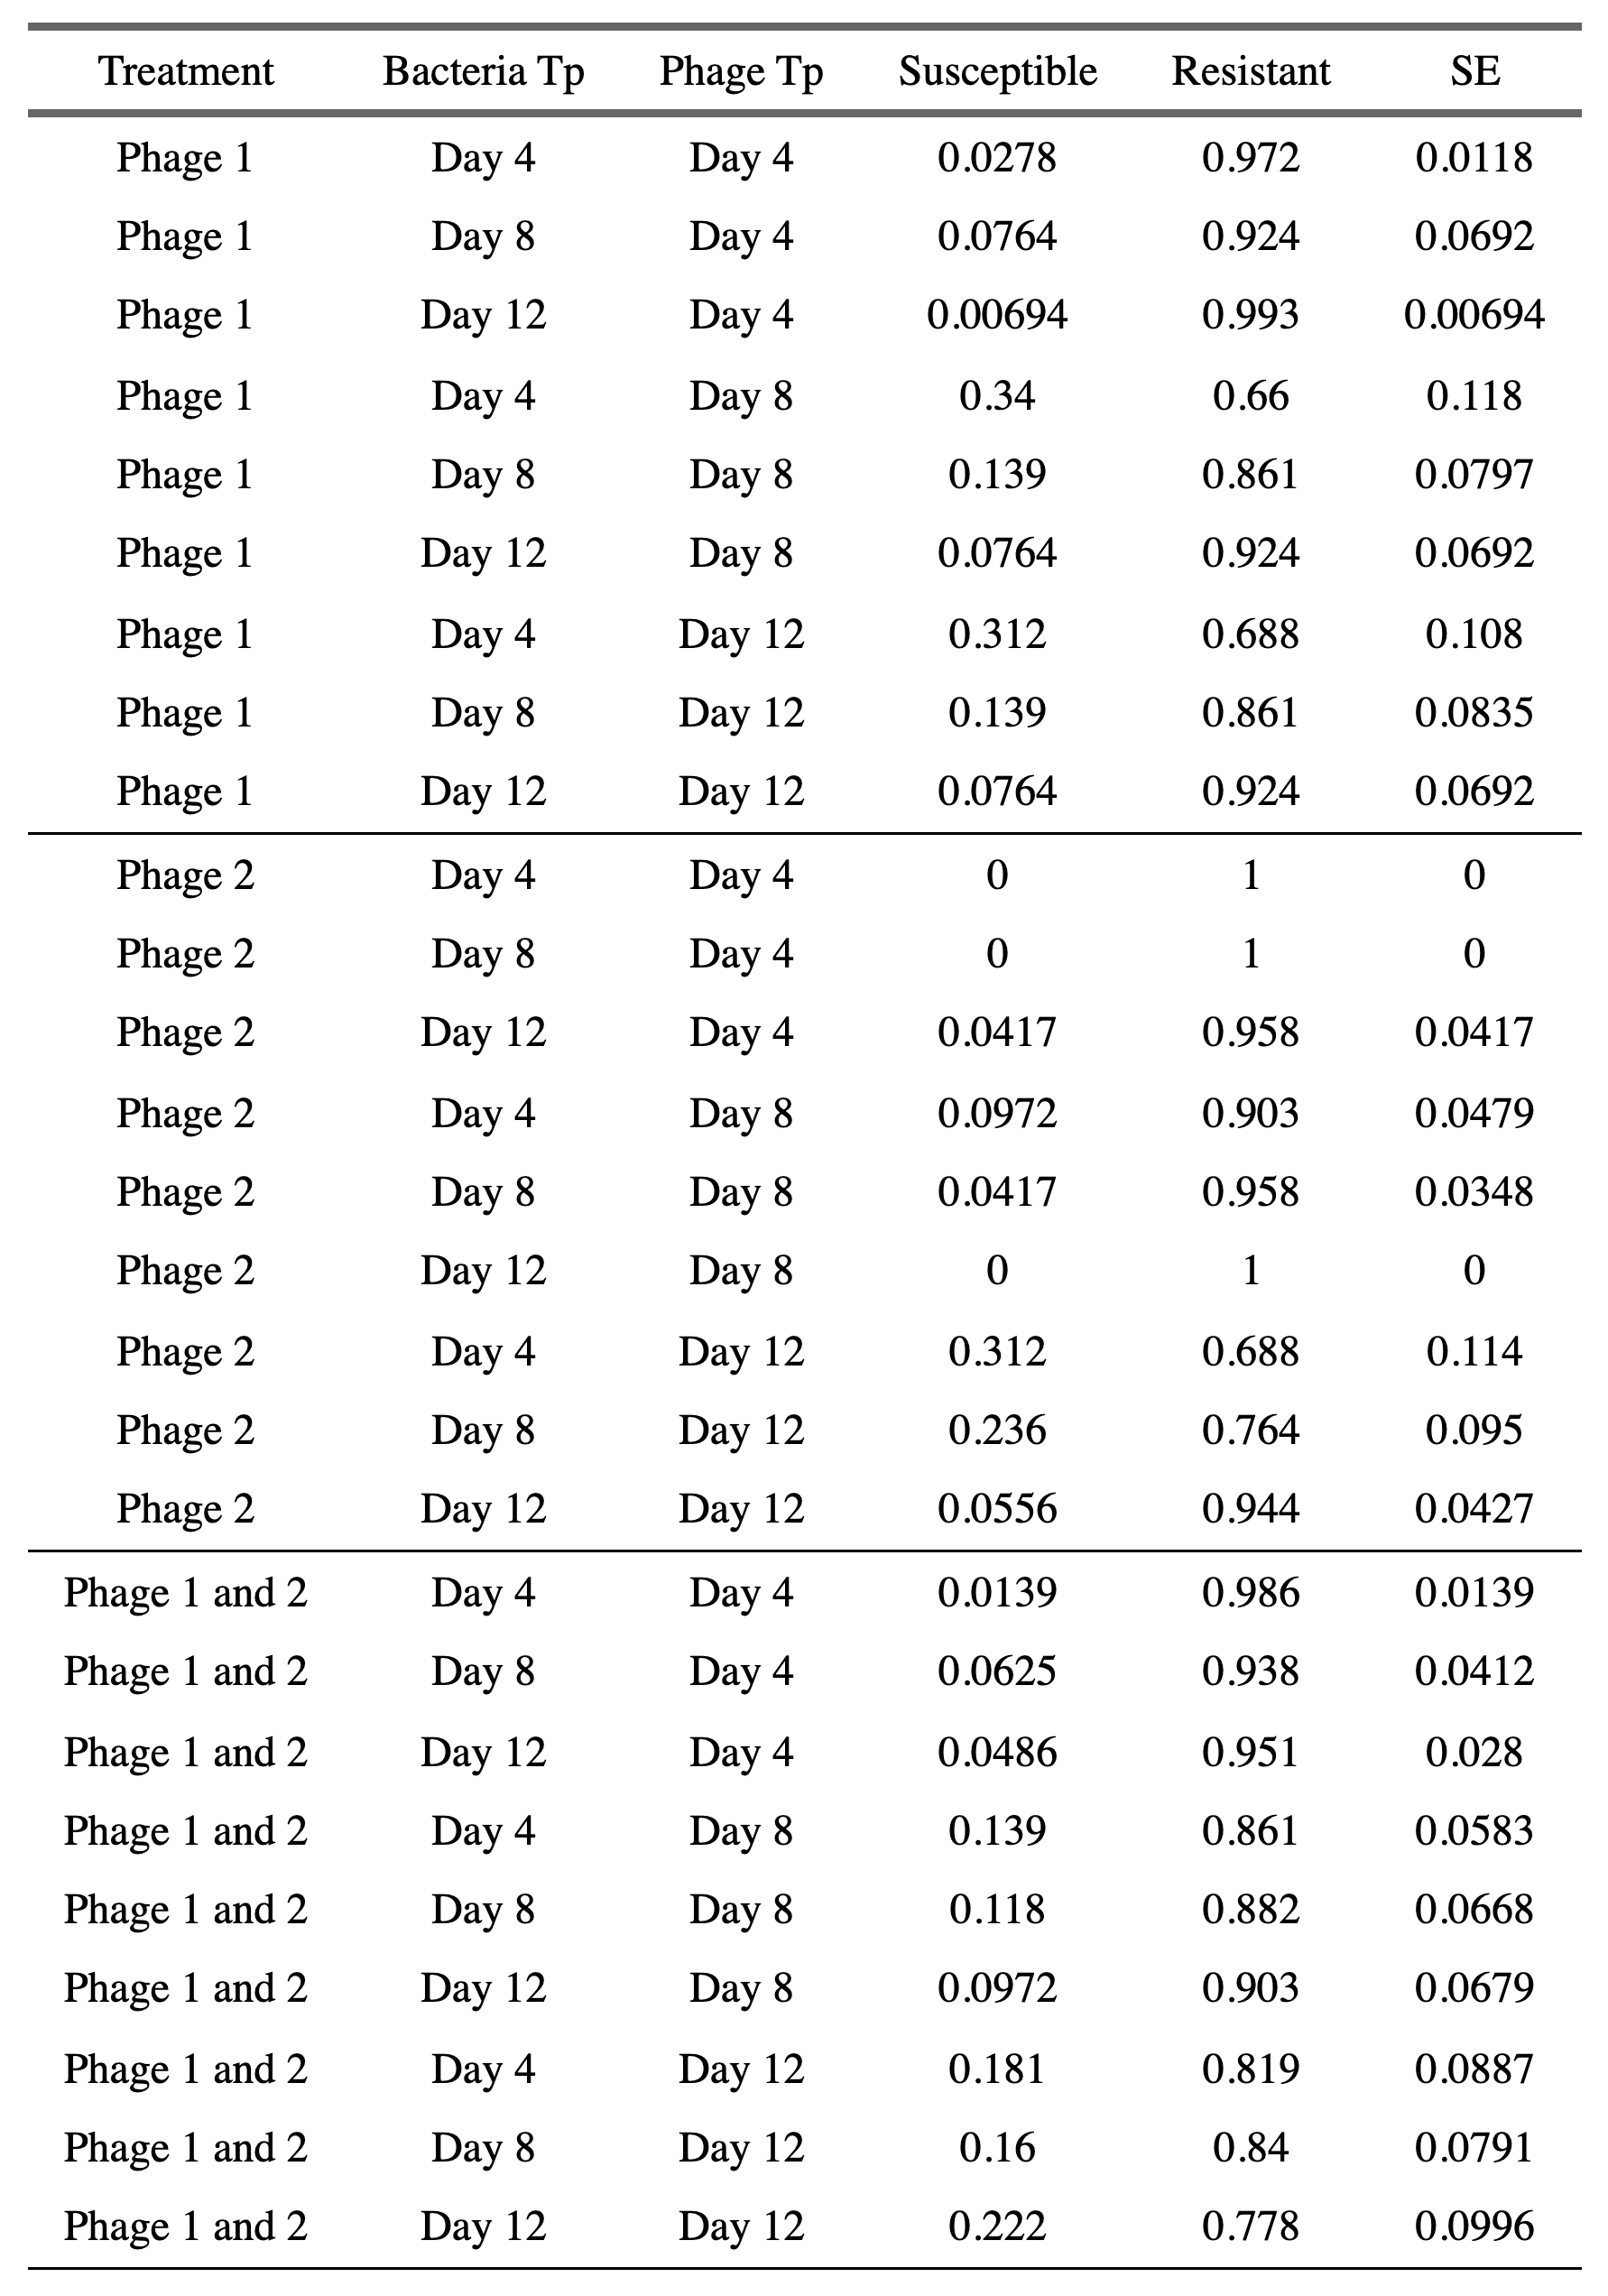 Treatment Bacteria Tp Phage Tp Susceptible Resistant SE
Phage 1 Day 4 Day 4 0.0278 0.972 0.0118
Phage 1 Day 8 Day 4 0.0764 0.924 0.0692
Phage 1 Day 12 Day 4 0.00694 0.993 0.00694
Phage 1 Day 4 Day 8 0.34 0.66 0.118
Phage 1 Day 8 Day 8 0.139 0.861 0.0797
Phage 1 Day 12 Day 8 0.0764 0.924 0.0692
Phage 1 Day 4 Day 12 0.312 0.688 0.108
Phage 1 Day 8 Day 12 0.139 0.861 0.0835
Phage 1 Day 12 Day 12 0.0764 0.924 0.0692
Phage 2 Day 4 Day 4 0 1 0
Phage 2 Day 8 Day 4 0 1 0
Phage 2 Day 12 Day 4 0.0417 0.958 0.0417
Phage 2 Day 4 Day 8 0.0972 0.903 0.0479
Phage 2 Day 8 Day 8 0.0417 0.958 0.0348
Phage 2 Day 12 Day 8 0 1 0
Phage 2 Day 4 Day 12 0.312 0.688 0.114
Phage 2 Day 8 Day 12 0.236 0.764 0.095
Phage 2 Day 12 Day 12 0.0556 0.944 0.0427
Phage 1 and 2 Day 4 Day 4 0.0139 0.986 0.0139
Phage 1 and 2 Day 8 Day 4 0.0625 0.938 0.0412
Phage 1 and 2 Day 12 Day 4 0.0486 0.951 0.028
Phage 1 and 2 Day 4 Day 8 0.139 0.861 0.0583
Phage 1 and 2 Day 8 Day 8 0.118 0.882 0.0668
Phage 1 and 2 Day 12 Day 8 0.0972 0.903 0.0679
Phage 1 and 2 Day 4 Day 12 0.181 0.819 0.0887
Phage 1 and 2 Day 8 Day 12 0.16 0.84 0.0791
Phage 1 and 2 Day 12 Day 12 0.222 0.778 0.0996